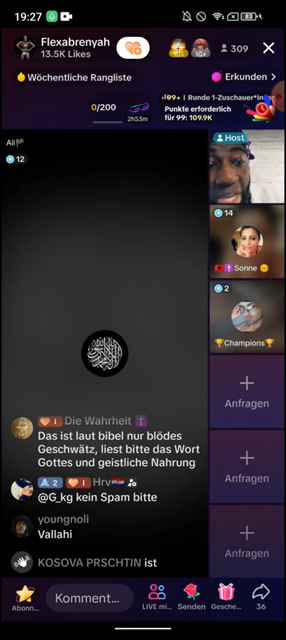 19:27
83
Flexabrenyah
13.5K Likes
309
Wöchentliche Rangliste
Erkunden >
99+ | Runde 1-Zuschauer*in
0/200
2h53m
Punkte erforderlich
für 99: 109.9K
Ali
12
Host
14
Sonne
2
Champions
Anfragen
Anfragen
Anfragen
1 Die Wahrheit
Das ist laut bibel nur blödes
Geschwätz, liest bitte das Wort
Gottes und geistliche Nahrung
2 1 Hrv
@G_kg kein Spam bitte
youngnoli
Vallahi
KOSOVA PRSCHTIN ist
Abonn...
Komment...
LIVE mi...
Senden
Gesche...
36